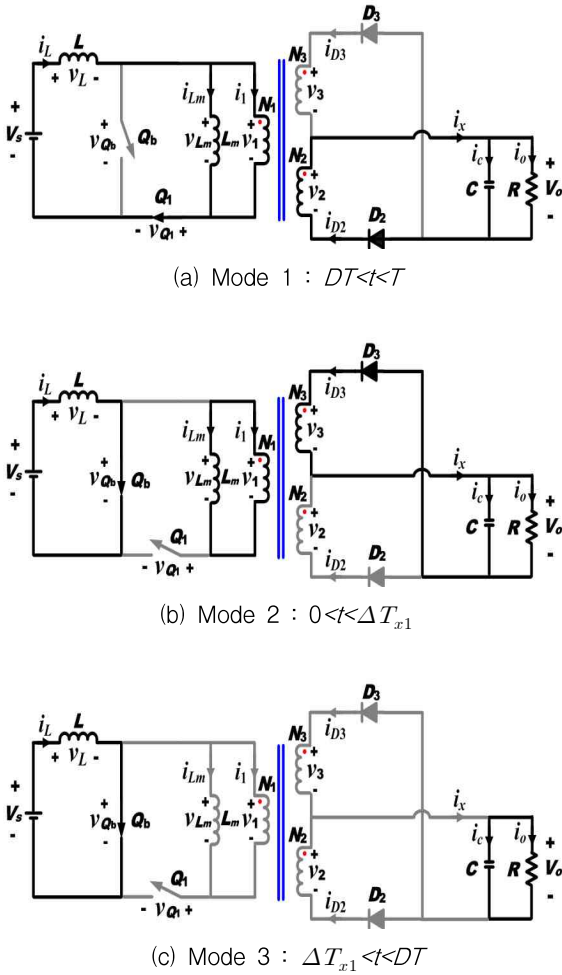 i_L L D_3
+ v_L - i_D3
N_3
+ i_Lm i_1 + v_3 -
V_s + v_Qb - Q_b + v_Lm - L_m + v_1 - N_1 i_x
- Q_1 N_2 + v_2 - i_c i_o +
- v_Q1 + i_D2 D_2 C R V_o -
(a) Mode 1 : DT<t<T
i_L L D_3
+ v_L - i_D3
N_3
+ i_Lm i_1 + v_3 -
V_s + v_Qb - Q_b + v_Lm - L_m + v_1 - N_1 i_x
- Q_1 N_2 + v_2 - i_c i_o +
- v_Q1 + i_D2 D_2 C R V_o -
(b) Mode 2 : 0<t<ΔT_x1
i_L L D_3
+ v_L - i_D3
N_3
+ i_Lm i_1 + v_3 -
V_s + v_Qb - Q_b + v_Lm - L_m + v_1 - N_1 i_x
- Q_1 N_2 + v_2 - i_c i_o +
- v_Q1 + i_D2 D_2 C R V_o -
(c) Mode 3 : ΔT_x1<t<DT